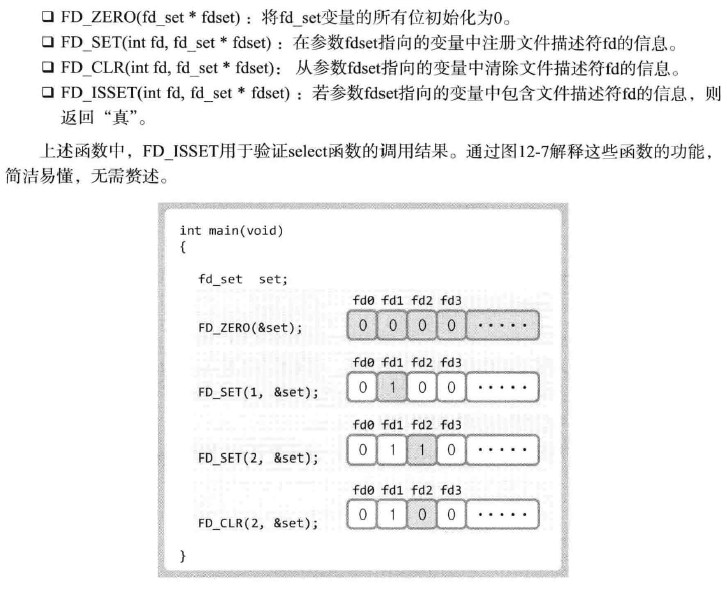 ❑ FD_ZERO(fd_set * fdset)：将fd_set变量的所有位初始化为0。
❑ FD_SET(int fd, fd_set * fdset)：在参数fdset指向的变量中注册文件描述符fd的信息。
❑ FD_CLR(int fd, fd_set * fdset)：从参数fdset指向的变量中清除文件描述符fd的信息。
❑ FD_ISSET(int fd, fd_set * fdset)：若参数fdset指向的变量中包含文件描述符fd的信息，则
返回“真”。
上述函数中，FD_ISSET用于验证select函数的调用结果。通过图12-7解释这些函数的功能，
简洁易懂，无需赘述。
int main(void)
{
fd_set set;
fd0 fd1 fd2 fd3
FD_ZERO(&set); 0 0 0 0 ·····
fd0 fd1 fd2 fd3
FD_SET(1, &set); 0 1 0 0 ·····
fd0 fd1 fd2 fd3
FD_SET(2, &set); 0 1 1 0 ·····
fd0 fd1 fd2 fd3
FD_CLR(2, &set); 0 1 0 0 ·····
}